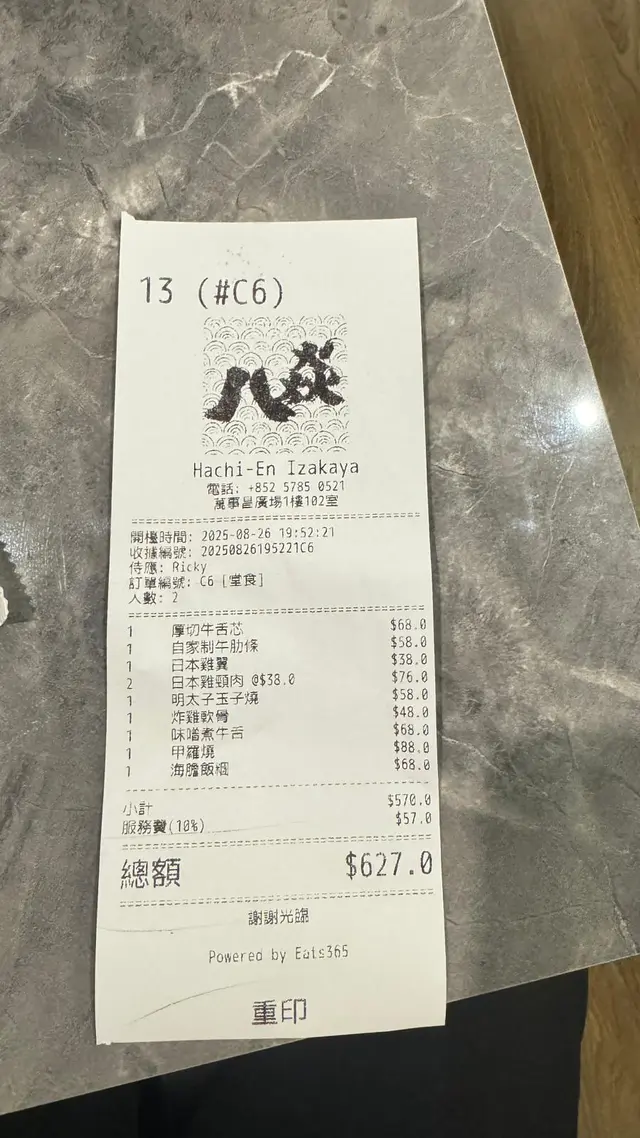 13 (#C6)
八炎
Hachi-En Izakaya
電話: +852 5785 0521
萬事昌廣場1樓102室
開檯時間: 2025-08-26 19:52:21
收據編號: 20250826195221C6
侍應: Ricky
訂單編號: C6 [堂食]
人數: 2
1 厚切牛舌芯 $68.0
1 自家制牛肋條 $58.0
1 日本雞翼 $38.0
2 日本雞頸肉 @$38.0 $76.0
1 明太子玉子燒 $58.0
1 炸雞軟骨 $48.0
1 味噌煮牛舌 $68.0
1 甲羅燒 $88.0
1 海膽飯糰 $68.0
小計 $570.0
服務費(10%) $57.0
總額 $627.0
謝謝光臨
Powered by Eats365
重印